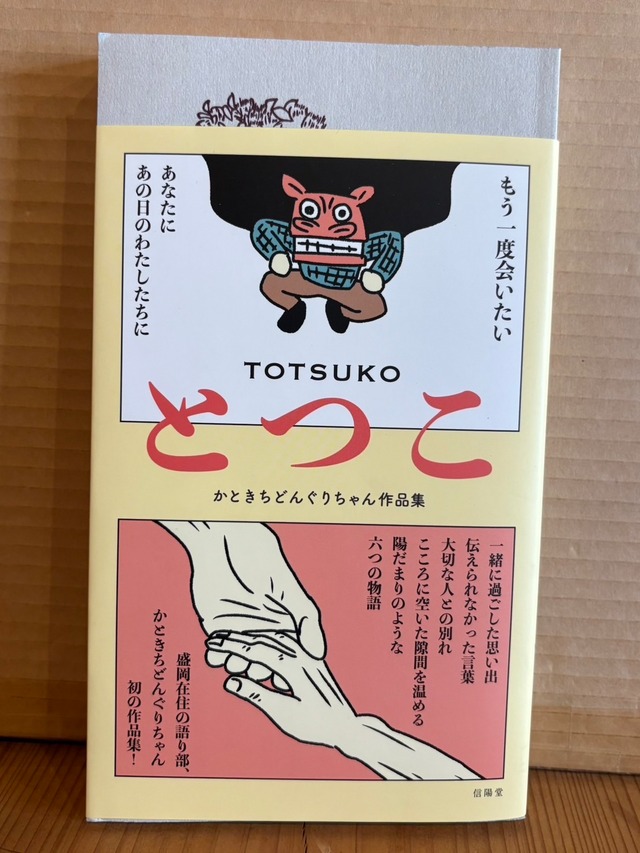 もう一度会いたい
あなたに
あの日のわたしたちに
TOTSUKO
とつこ
かときちどんぐりちゃん作品集
一緒に過ごした思い出
伝えられなかった言葉
大切な人との別れ
こころに空いた隙間を温める
陽だまりのような
六つの物語
盛岡在住の語り部、
かときちどんぐりちゃん
初の作品集！
信陽堂